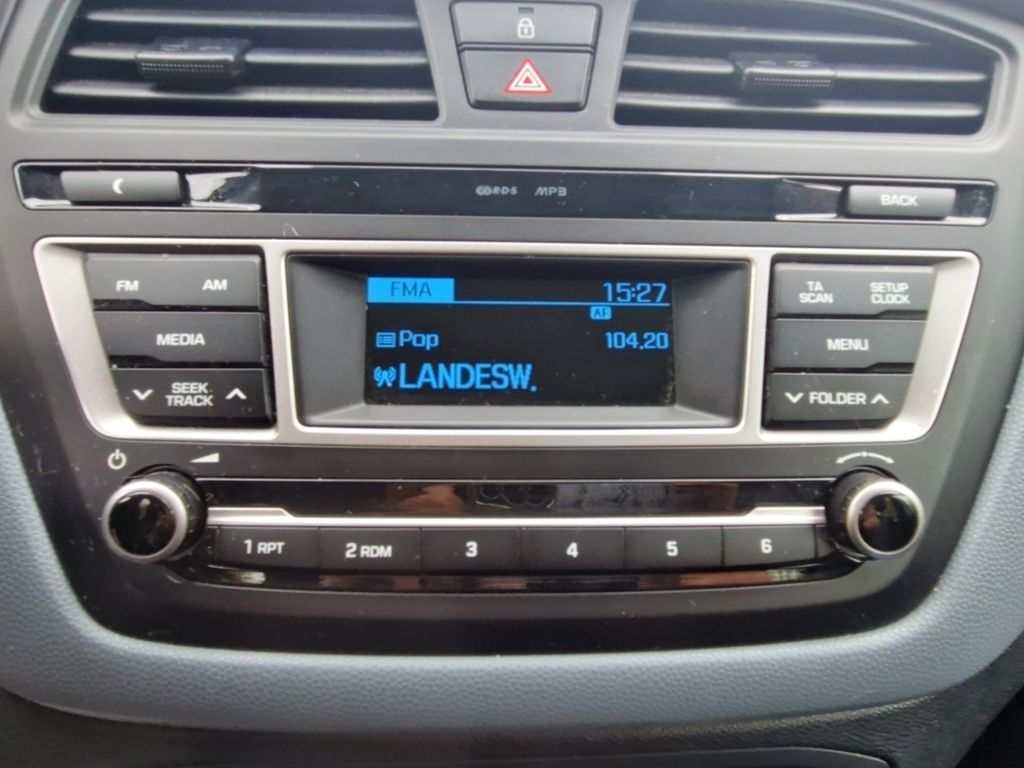 R·D·S MP3
BACK
FM AM
MEDIA
SEEK
TRACK
FMA 15:27
AF
Pop 104.20
LANDESW.
TA
SCAN
SETUP
CLOCK
MENU
FOLDER
1 RPT 2 RDM 3 4 5 6